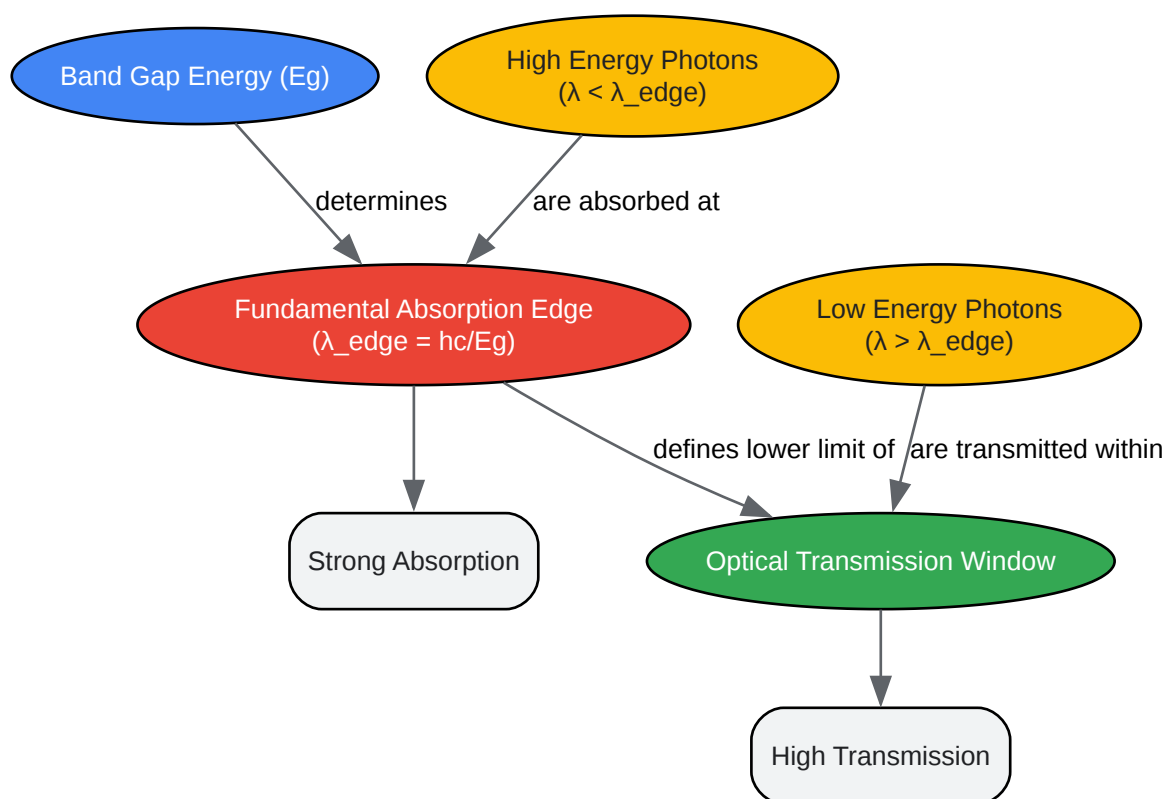 Band Gap Energy (Eg)
High Energy Photons
(λ < λ_edge)
determines
are absorbed at
Fundamental Absorption Edge
(λ_edge = hc/Eg)
Low Energy Photons
(λ > λ_edge)
defines lower limit of
are transmitted within
Strong Absorption
Optical Transmission Window
High Transmission